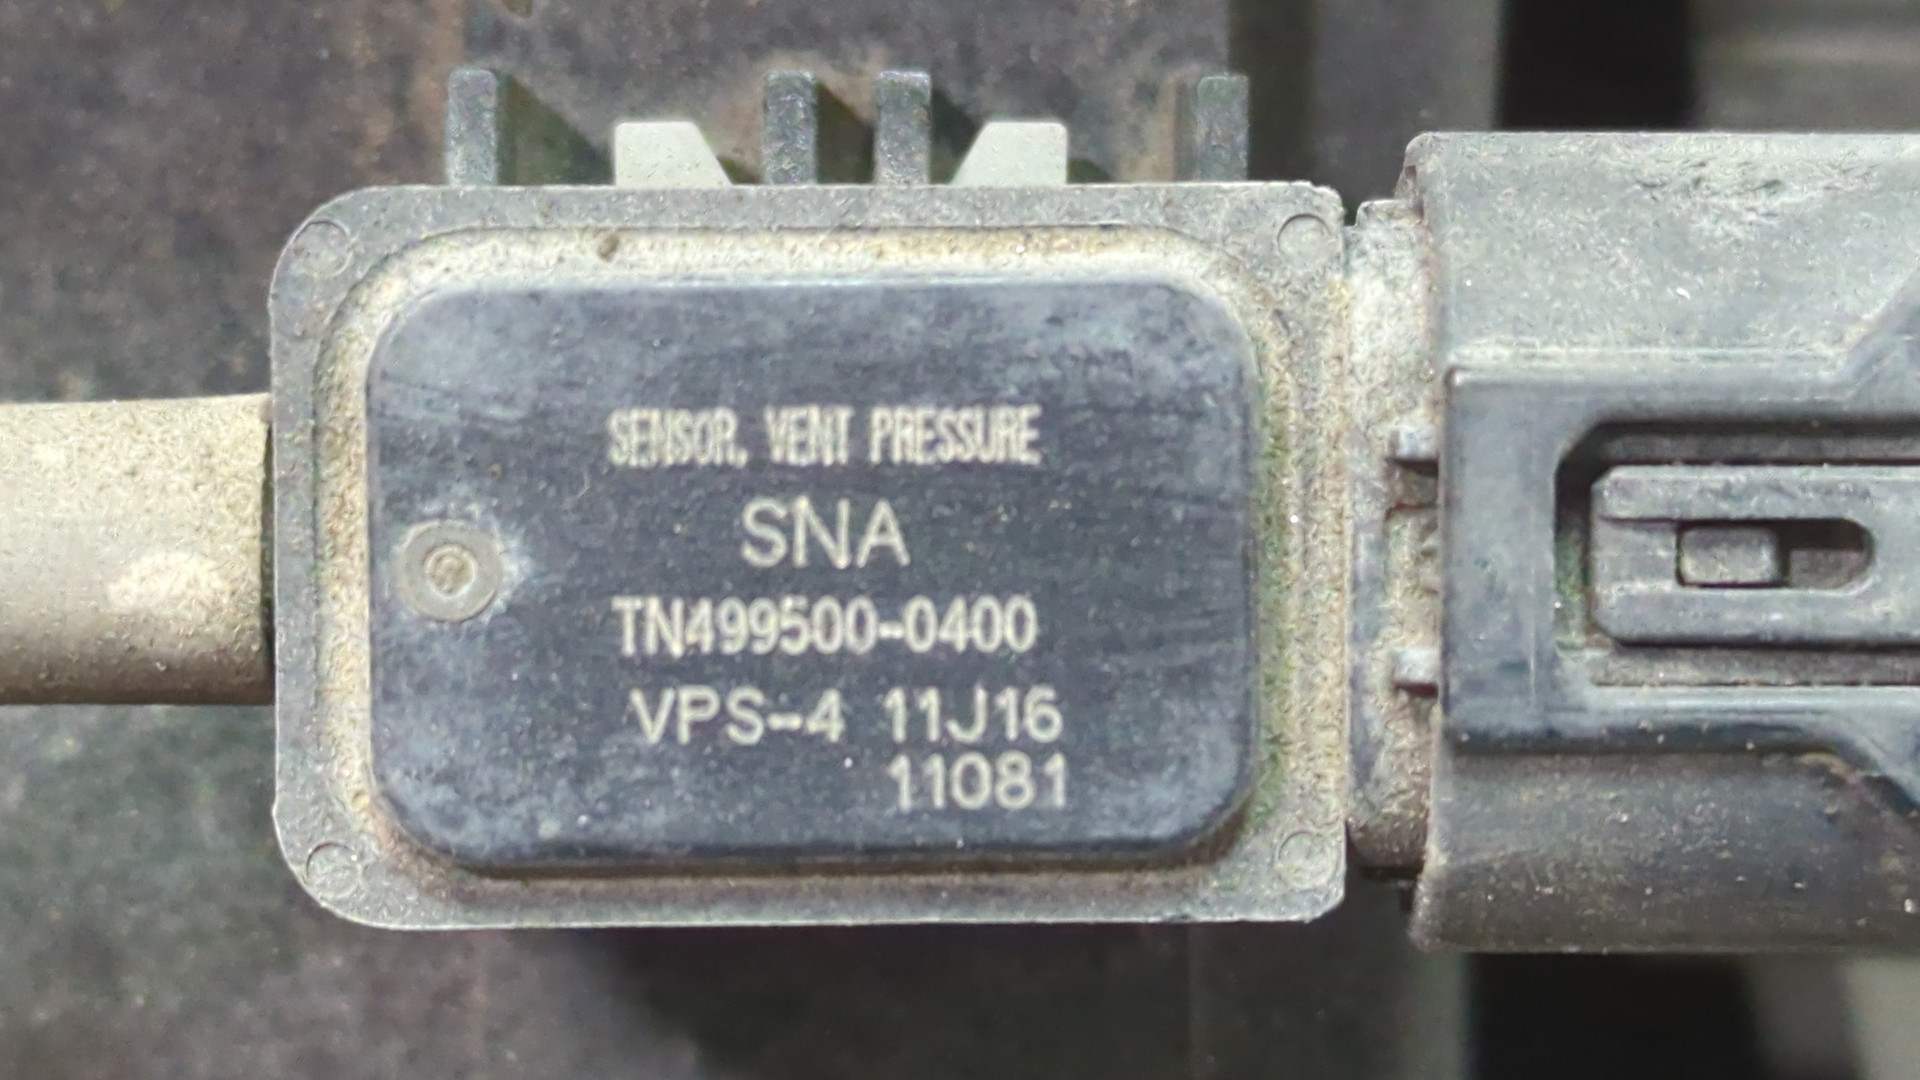 SENSOR, VENT PRESSURE
SNA
TN499500-0400
VPS-4 11J16
11081